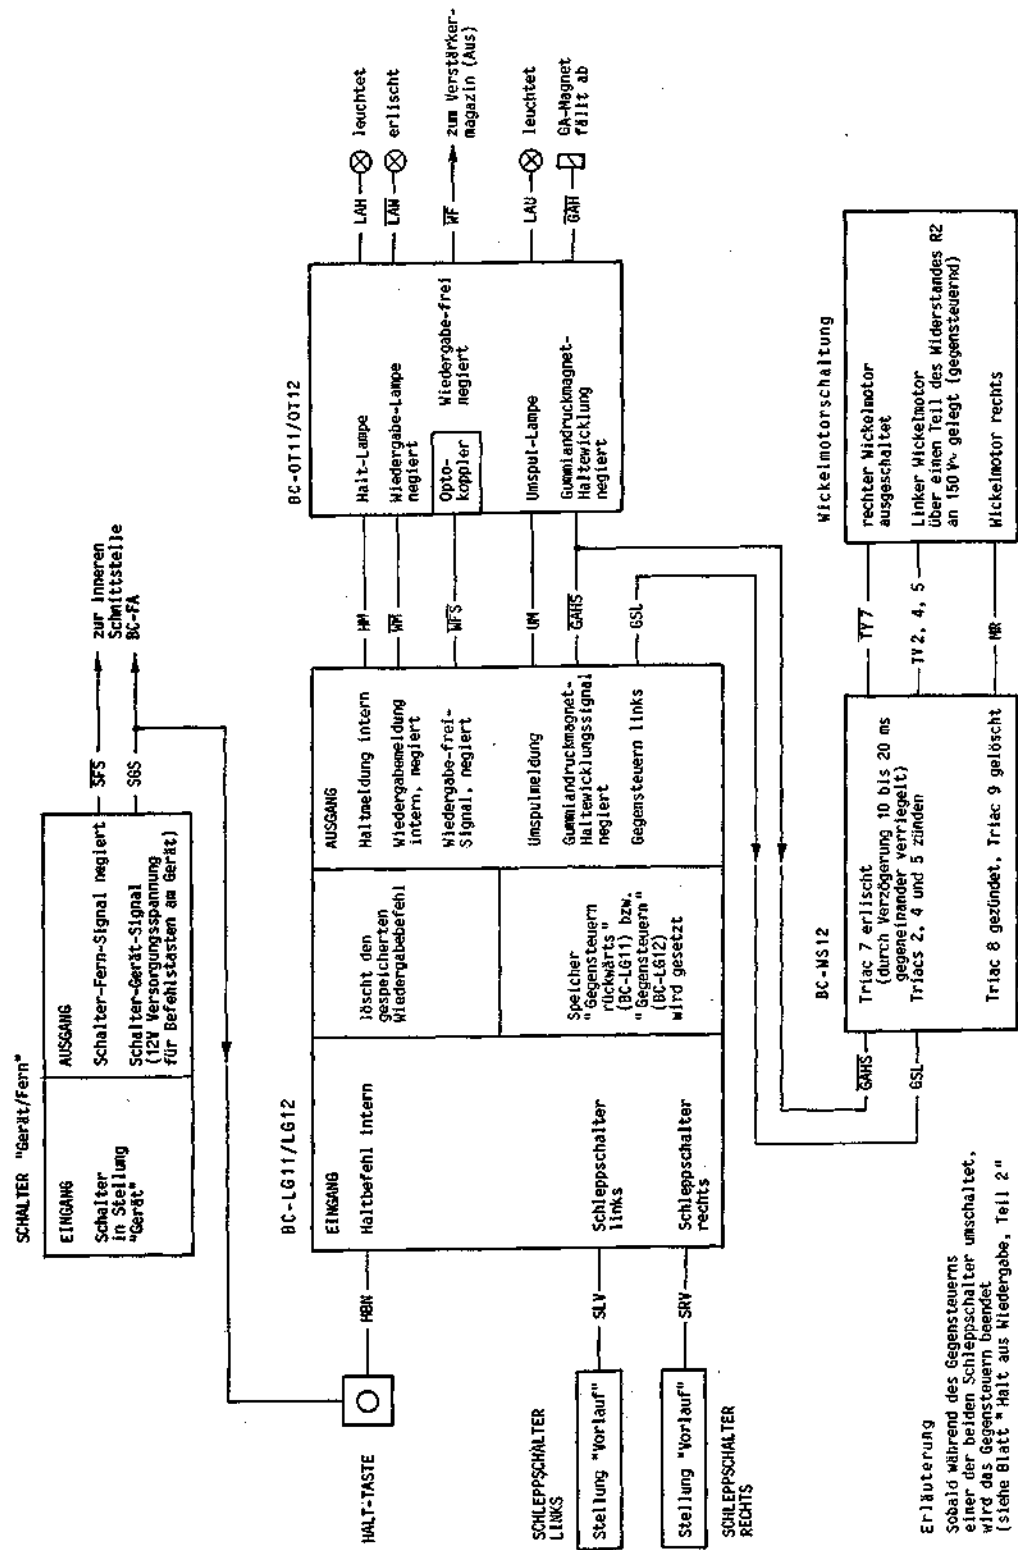 SCHALTER "Gerät/Fern"
EINGANG
Schalter
in Stellung
"Gerät"
AUSGANG
Schalter-Fern-Signal negiert
Schalter-Gerät-Signal
(12V Versorgungsspannung
für Befehlstasten am Gerät)
SFS
SGS
zur inneren
Schnittstelle
BC-FA
HALT-TASTE
HBN
SCHLEPPSCHALTER
LINKS
Stellung "Vorlauf"
SLV
Stellung "Vorlauf"
SRV
SCHLEPPSCHALTER
RECHTS
BC-LG11/LG12
EINGANG
Haltbefehl intern
Schleppschalter
links
Schleppschalter
rechts
löscht den
gespeicherten
Wiedergabebefehl
Speicher
"Gegensteuern
rückwärts"
(BC-LG11) bzw.
"Gegensteuern"
(BC-LG12)
wird gesetzt
AUSGANG
Haltmeldung intern
Wiedergabemeldung
intern, negiert
Wiedergabe-frei-
Signal, negiert
Umspulmeldung
Gummiandruckmagnet-
Haltewicklungssignal
negiert
Gegensteuern links
HM
WM
WFS
UM
GAHS
GSL
BC-OT11/OT12
Halt-Lampe
Wiedergabe-Lampe
negiert
Opto-
koppler
Wiedergabe-frei
negiert
Umspul-Lampe
Gummiandruckmagnet-
Haltewicklung
negiert
LAH
leuchtet
LAW
erlischt
WF
zum Verstärker-
magazin (Aus)
LAU
leuchtet
GAH
GA-Magnet
fällt ab
BC-WS12
GAHS
GSL
Triac 7 erlischt
(durch Verzögerung 10 bis 20 ms
gegeneinander verriegelt)
Triacs 2, 4 und 5 zünden
Triac 8 gezündet, Triac 9 gelöscht
TY 7
TY 2, 4, 5
MR
Wickelmotorschaltung
rechter Wickelmotor
ausgeschaltet
Linker Wickelmotor
über einen Teil des Widerstandes R2
an 150 V~ gelegt (gegensteuernd)
Wickelmotor rechts
Erläuterung
Sobald während des Gegensteuerns
einer der beiden Schleppschalter umschaltet,
wird das Gegensteuern beendet
(siehe Blatt "Halt aus Wiedergabe, Teil 2"